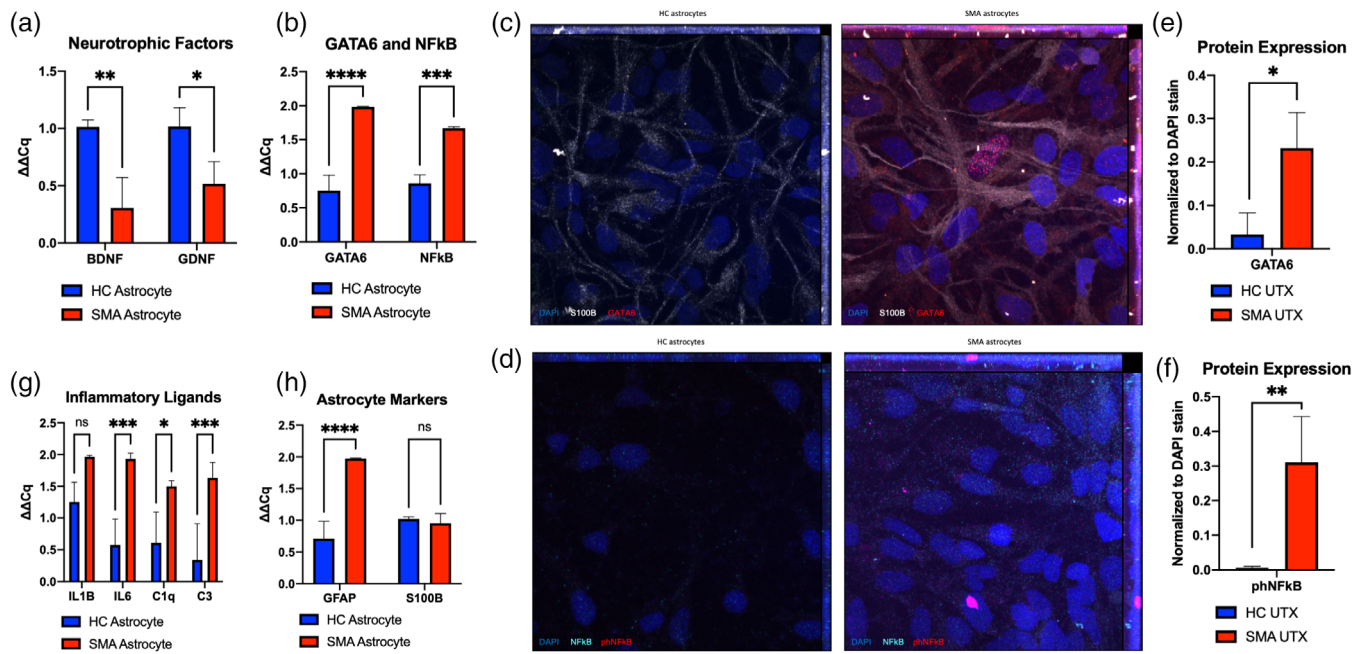 (a)
Neurotrophic Factors
ΔΔCq
1.5
1.0
0.5
0.0
**
*
BDNF GDNF
HC Astrocyte
SMA Astrocyte
(b)
GATA6 and NFkB
ΔΔCq
2.5
2.0
1.5
1.0
0.5
0.0
****
***
GATA6 NFkB
HC Astrocyte
SMA Astrocyte
(c)
HC astrocytes
DAPI S100B GATA6
SMA astrocytes
DAPI S100B GATA6
(e)
Protein Expression
Normalized to DAPI stain
0.4
0.3
0.2
0.1
0.0
*
GATA6
HC UTX
SMA UTX
(g)
Inflammatory Ligands
ΔΔCq
2.5
2.0
1.5
1.0
0.5
0.0
ns
***
*
***
IL1B IL6 C1q C3
HC Astrocyte
SMA Astrocyte
(h)
Astrocyte Markers
ΔΔCq
2.5
2.0
1.5
1.0
0.5
0.0
****
ns
GFAP S100B
HC Astrocyte
SMA Astrocyte
(d)
HC astrocytes
DAPI NFkB phNFkB
SMA astrocytes
DAPI NFkB phNFkB
(f)
Protein Expression
Normalized to DAPI stain
0.5
0.4
0.3
0.2
0.1
0.0
**
phNFkB
HC UTX
SMA UTX